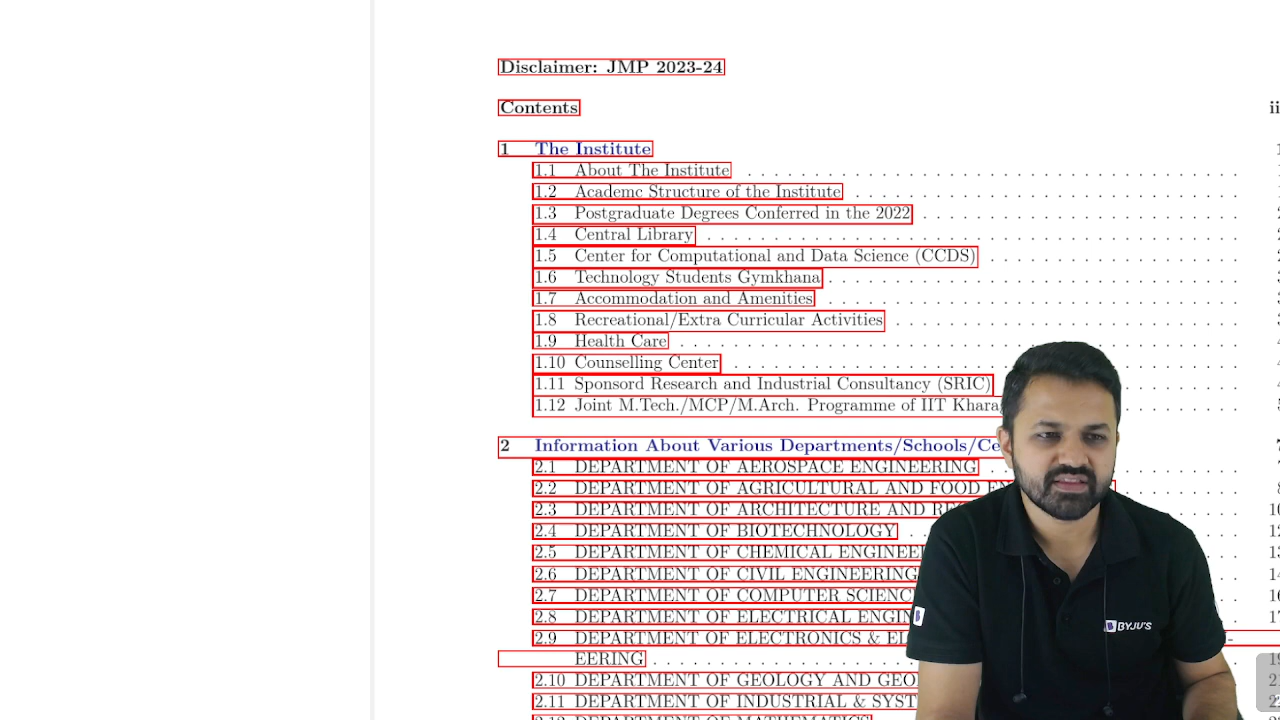 Disclaimer: JMP 2023-24
Contents ii
1 The Institute 1
1.1 About The Institute
1.2 Academc Structure of the Institute
1.3 Postgraduate Degrees Conferred in the 2022
1.4 Central Library
1.5 Center for Computational and Data Science (CCDS)
1.6 Technology Students Gymkhana
1.7 Accommodation and Amenities
1.8 Recreational/Extra Curricular Activities
1.9 Health Care
1.10 Counselling Center
1.11 Sponsord Research and Industrial Consultancy (SRIC)
1.12 Joint M.Tech./MCP/M.Arch. Programme of IIT
2 Information About Various
2.1 DEPARTMENT OF AEROSPACE ENGINEERING
2.2 DEPARTMENT OF AGRICULTURAL AND FOOD
2.3 DEPARTMENT OF ARCHITECTURE AND
2.4 DEPARTMENT OF BIOTECHNOLOGY
2.5 DEPARTMENT OF CHEMICAL
2.6 DEPARTMENT OF CIVIL ENGINEERING
2.7 DEPARTMENT OF COMPUTER
2.8 DEPARTMENT OF ELECTRICAL
2.9 DEPARTMENT OF ELECTRONICS &
EERING
2.10 DEPARTMENT OF GEOLOGY AND
2.11 DEPARTMENT OF INDUSTRIAL &
2.12 DEPARTMENT OF MATHEMATICS
BYJU'S